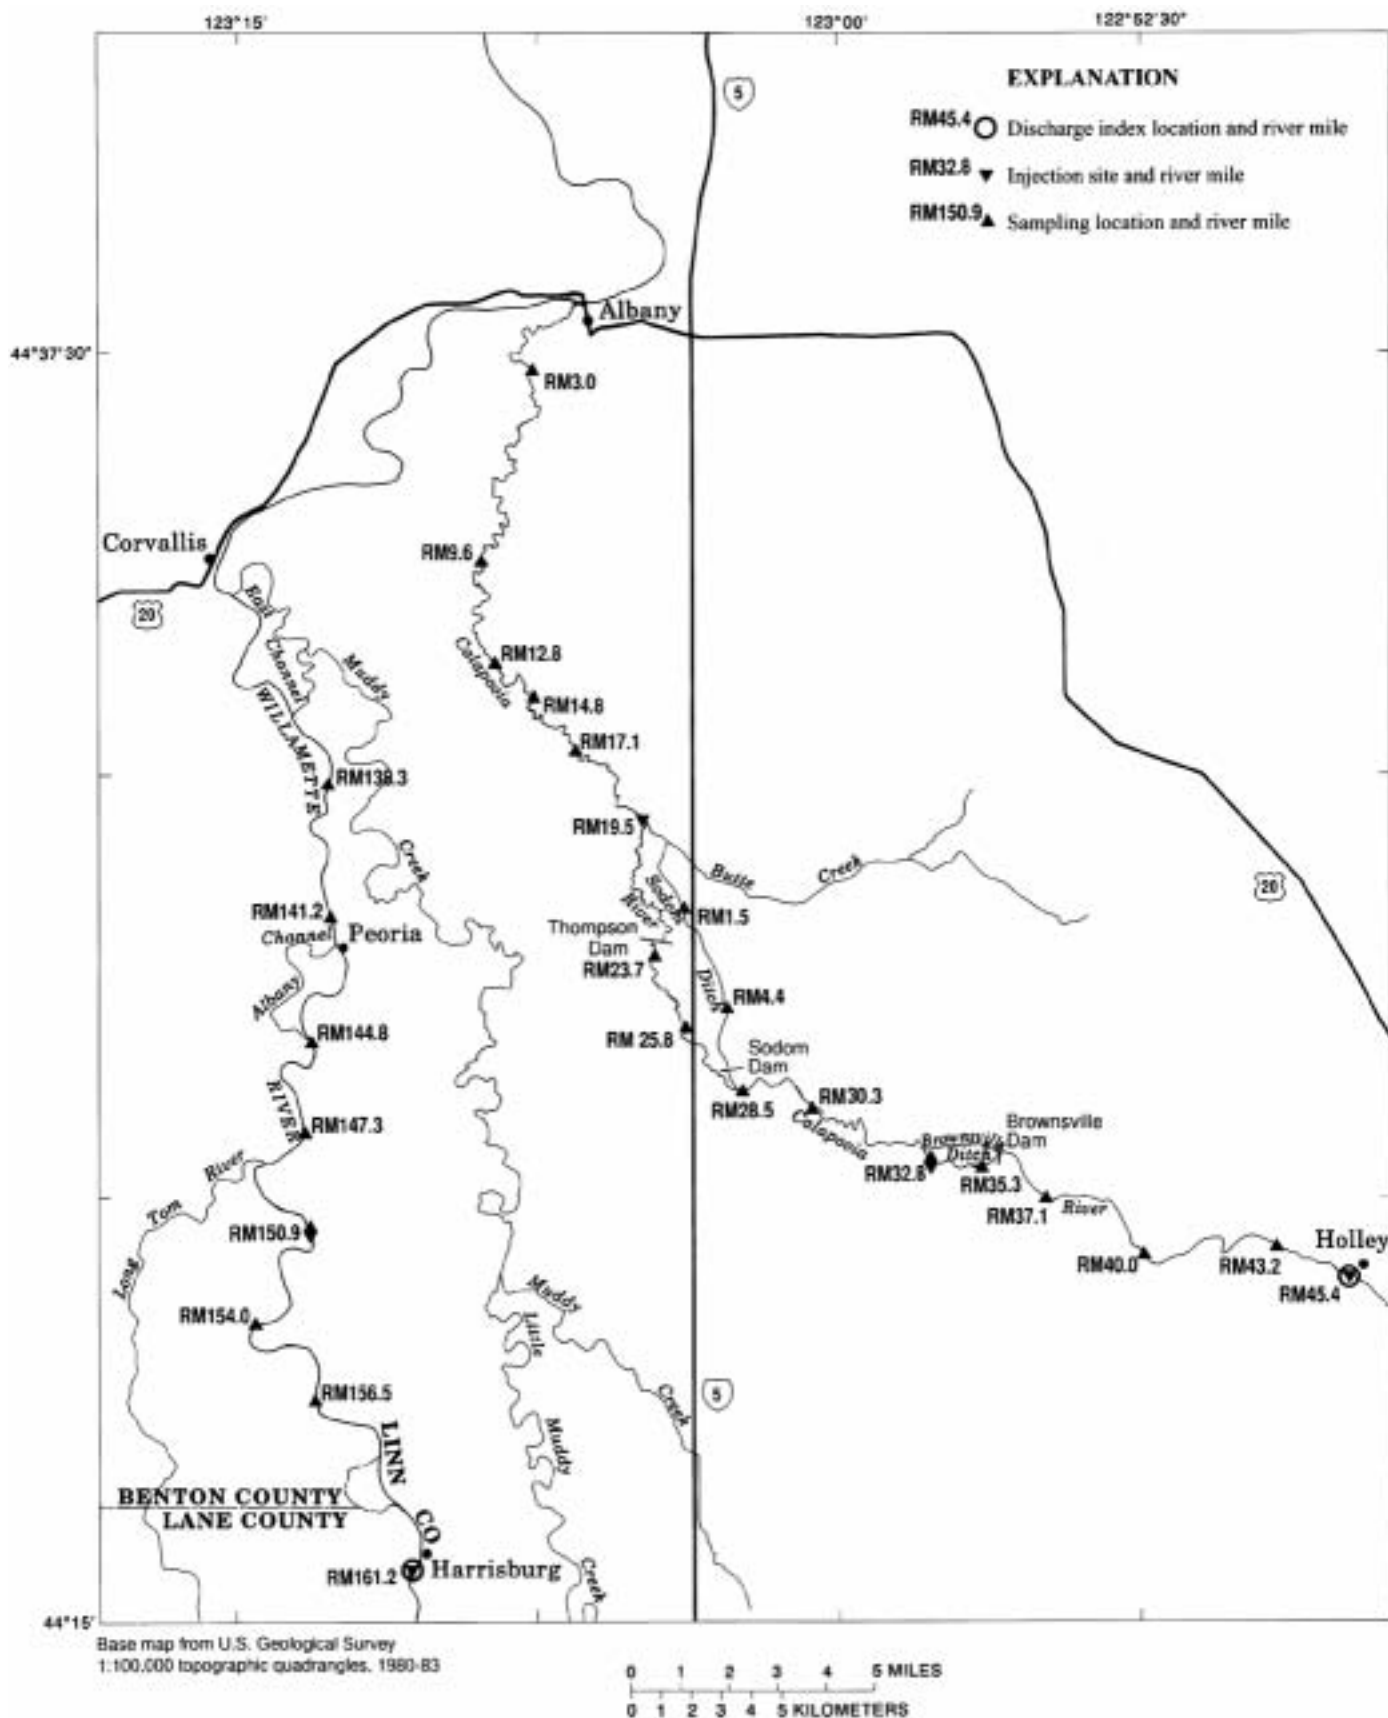 123°15'
123°00'
122°52'30"
EXPLANATION
5
RM45.4 Discharge index location and river mile
RM32.8 Injection site and river mile
RM150.9 Sampling location and river mile
Albany
44°37'30"
RM3.0
Corvallis
RM9.6
20
East
Channel
Muddy
RM12.8
Calapooia
WILLAMETTE
RM14.8
RM17.1
RM138.3
RM19.5
Creek
Butte
Creek
20
Sodom
River
RM141.2
RM1.5
Channel
Peoria
Thompson
Dam
RM23.7
Albany
Ditch
RM4.4
RM144.8
RM 25.8
Sodom
Dam
RIVER
RM28.5
RM30.3
RM147.3
Calapooia
Brownsville
Dam
Ditch
River
RM32.8
RM35.3
Tom
RM37.1
River
RM150.9
Holley
Long
RM40.0
RM43.2
RM45.4
Muddy
RM154.0
Little
RM156.5
5
Creek
LINN
Muddy
BENTON COUNTY
LANE COUNTY
CO.
RM161.2
Harrisburg
Creek
44°15'
Base map from U.S. Geological Survey
1:100,000 topographic quadrangles, 1980-83
0 1 2 3 4 5 MILES
0 1 2 3 4 5 KILOMETERS